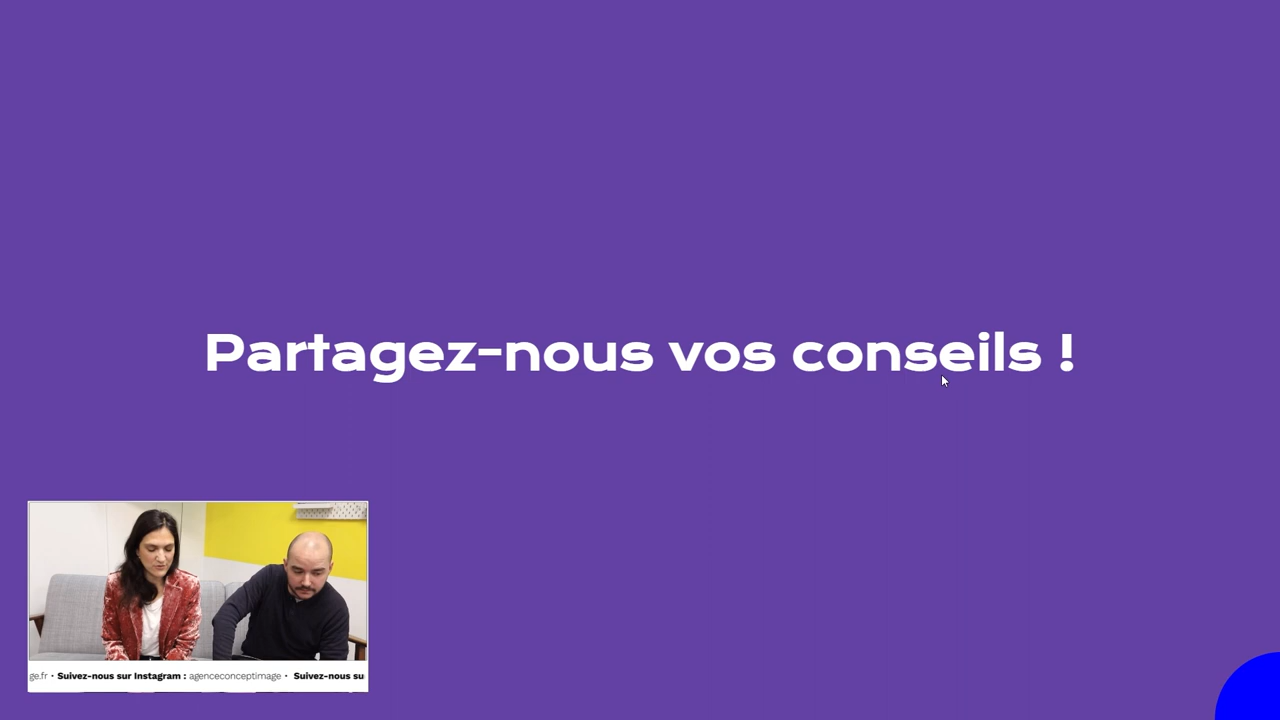 Partagez-nous vos conseils !
ge.fr • Suivez-nous sur Instagram : agenceconceptimage • Suivez-nous su